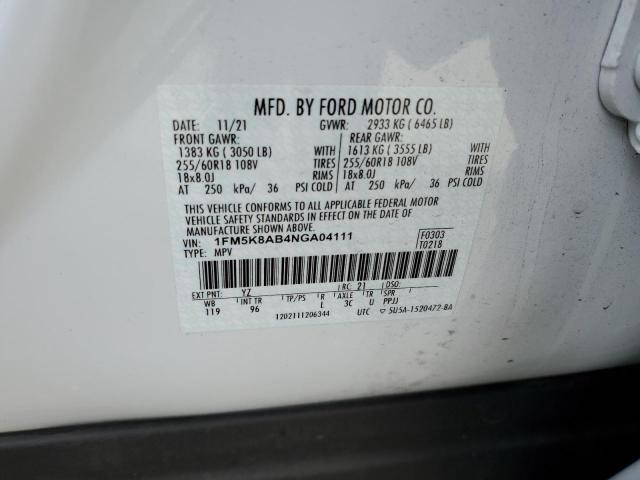 MFD. BY FORD MOTOR CO.
DATE: 11/21 GVWR: 2933 KG ( 6465 LB)
FRONT GAWR: REAR GAWR:
1383 KG ( 3050 LB) WITH 1613 KG ( 3555 LB) WITH
255/60R18 108V TIRES 255/60R18 108V TIRES
18x8.0J RIMS 18x8.0J RIMS
AT 250 kPa/ 36 PSI COLD AT 250 kPa/ 36 PSI COLD
THIS VEHICLE CONFORMS TO ALL APPLICABLE FEDERAL MOTOR
VEHICLE SAFETY STANDARDS IN EFFECT ON THE DATE OF
MANUFACTURE SHOWN ABOVE.
VIN: 1FM5K8AB4NGA04111 F0303
TYPE: MPV T0218
EXT PNT: YZ RC: 21 DSO:
WB INT TR TP/PS R AXLE TR SPR
119 96 L 3C U PPJJ
1202111206344 UTC ▽ 5U5A-1520472-BA